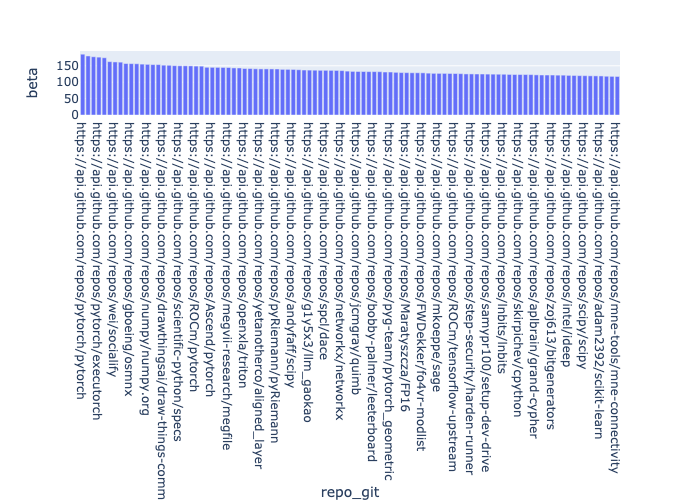 beta
150
100
50
0
https://api.github.com/repos/pytorch/pytorch
https://api.github.com/repos/pytorch/executorch
https://api.github.com/repos/wei/socialify
https://api.github.com/repos/gboeing/osmnx
https://api.github.com/repos/numpy/numpy.org
https://api.github.com/repos/drawthingsai/draw-things-comm
https://api.github.com/repos/scientific-python/specs
https://api.github.com/repos/ROCm/pytorch
https://api.github.com/repos/Ascend/pytorch
https://api.github.com/repos/megvii-research/megfile
https://api.github.com/repos/openxla/triton
https://api.github.com/repos/yetanotherco/aligned_layer
https://api.github.com/repos/pyRiemann/pyRiemann
https://api.github.com/repos/andyfaff/scipy
https://api.github.com/repos/g1y5x3/llm_gaokao
https://api.github.com/repos/spcl/dace
https://api.github.com/repos/networkx/networkx
https://api.github.com/repos/jcmgray/quimb
https://api.github.com/repos/bobby-palmer/leeterboard
https://api.github.com/repos/pyg-team/pytorch_geometric
https://api.github.com/repos/Maratyszcza/FP16
https://api.github.com/repos/FWDekker/fo4vr-modlist
https://api.github.com/repos/mkoeppe/sage
https://api.github.com/repos/ROCm/tensorflow-upstream
https://api.github.com/repos/step-security/harden-runner
https://api.github.com/repos/samypr100/setup-dev-drive
https://api.github.com/repos/lnbits/lnbits
https://api.github.com/repos/skirpichev/cpython
https://api.github.com/repos/aplbrain/grand-cypher
https://api.github.com/repos/zoj613/bitgenerators
https://api.github.com/repos/intel/ideep
https://api.github.com/repos/scipy/scipy
https://api.github.com/repos/adam2392/scikit-learn
https://api.github.com/repos/mne-tools/mne-connectivity
repo_git